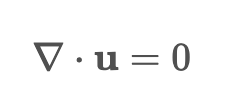 ∇ · 𝐮 = 0